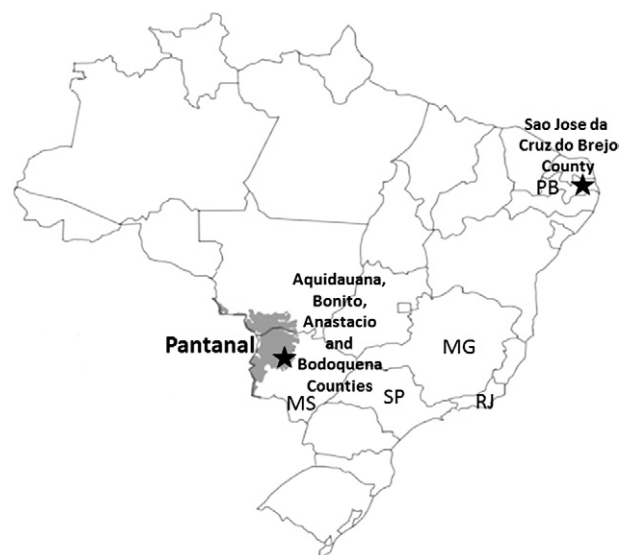 Sao Jose da
Cruz do Brejo
County
PB
Aquidauana,
Bonito,
Anastacio
and
Bodoquena
Counties
Pantanal
MG
MS
SP
RJ